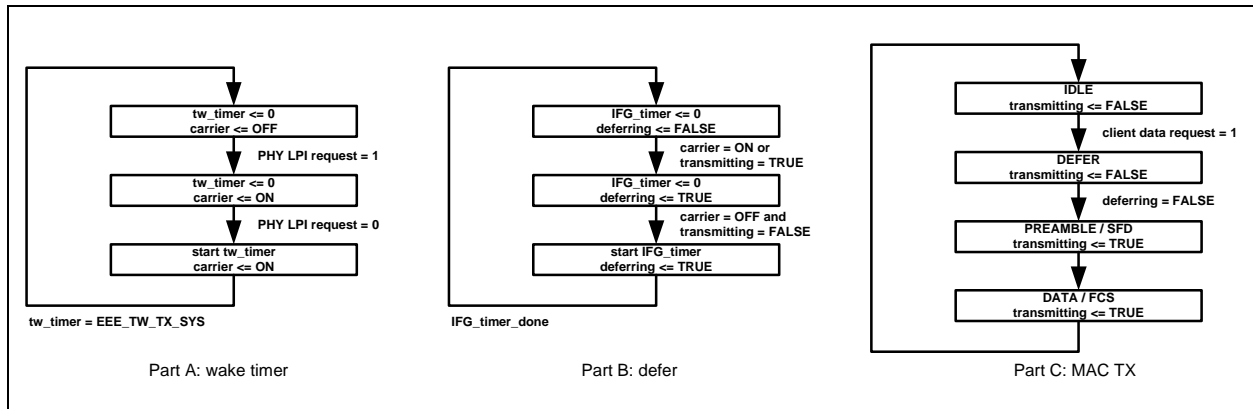 tw_timer <= 0
carrier <= OFF
PHY LPI request = 1
tw_timer <= 0
carrier <= ON
PHY LPI request = 0
start tw_timer
carrier <= ON
tw_timer = EEE_TW_TX_SYS
Part A: wake timer
IFG_timer <= 0
deferring <= FALSE
carrier = ON or
transmitting = TRUE
IFG_timer <= 0
deferring <= TRUE
carrier = OFF and
transmitting = FALSE
start IFG_timer
deferring <= TRUE
IFG_timer_done
Part B: defer
IDLE
transmitting <= FALSE
client data request = 1
DEFER
transmitting <= FALSE
deferring = FALSE
PREAMBLE / SFD
transmitting <= TRUE
DATA / FCS
transmitting <= TRUE
Part C: MAC TX